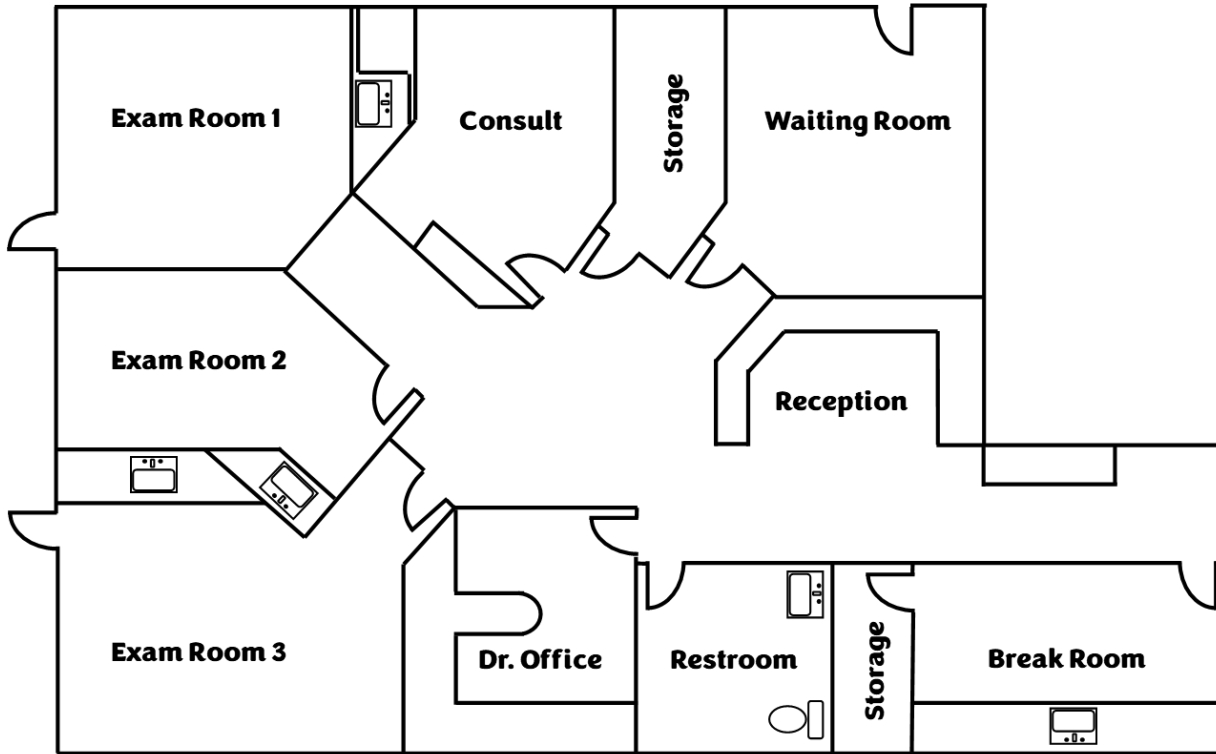 Exam Room 1
Consult
Storage
Waiting Room
Exam Room 2
Reception
Exam Room 3
Dr. Office
Restroom
Storage
Break Room